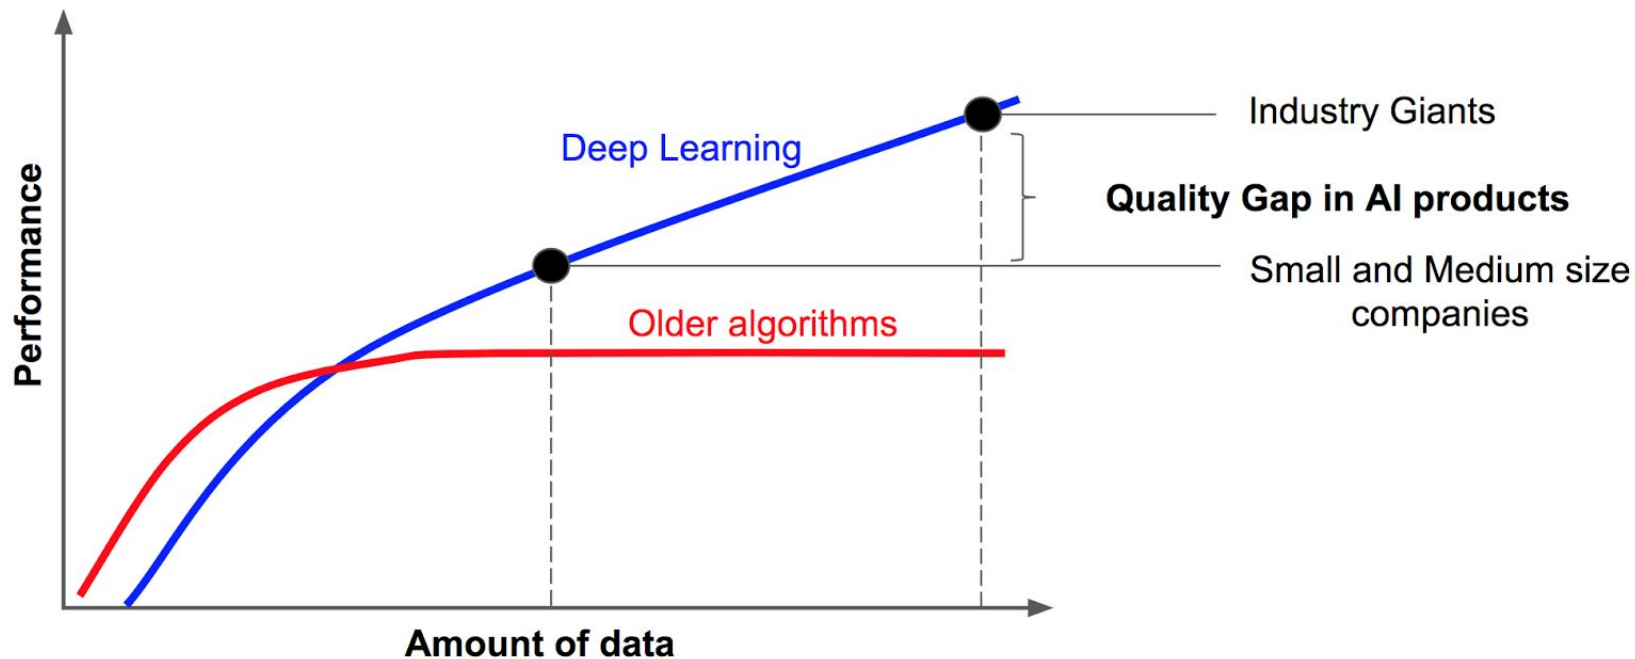 Performance
Deep Learning
Industry Giants
Quality Gap in AI products
Small and Medium size
companies
Older algorithms
Amount of data